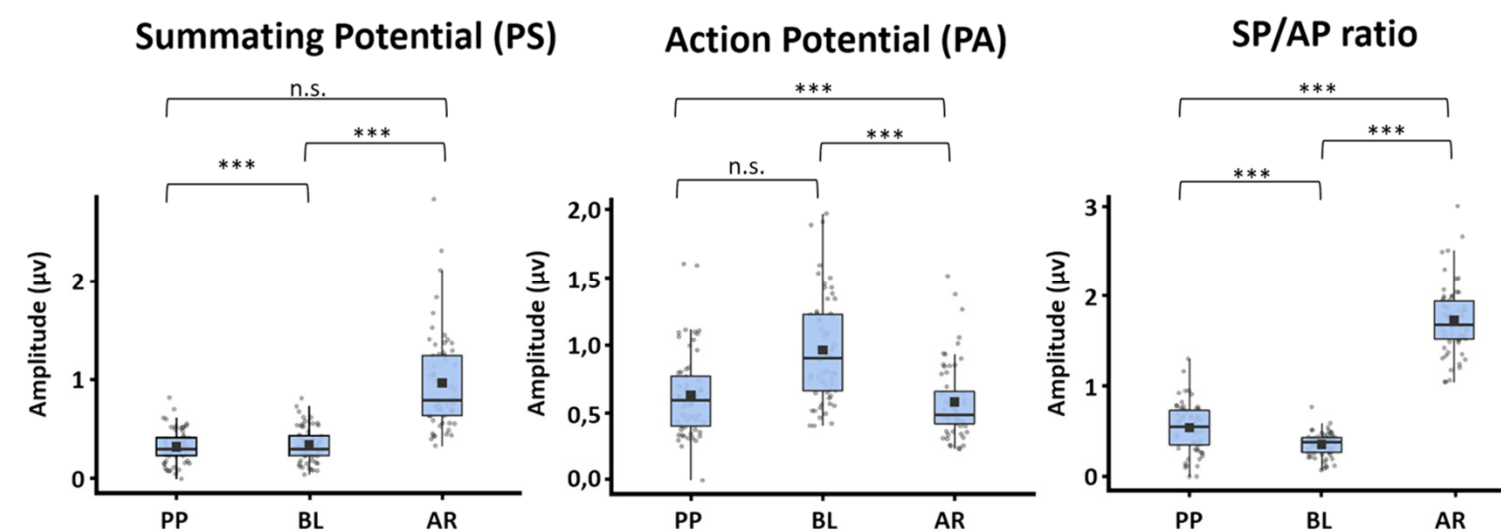 Summating Potential (PS)
n.s.
***
***
Amplitude (μv)
2
1
0
PP BL AR
Action Potential (PA)
***
***
n.s.
Amplitude (μv)
2,0
1,5
1,0
0,5
0,0
PP BL AR
SP/AP ratio
***
***
***
Amplitude (μv)
3
2
1
0
PP BL AR